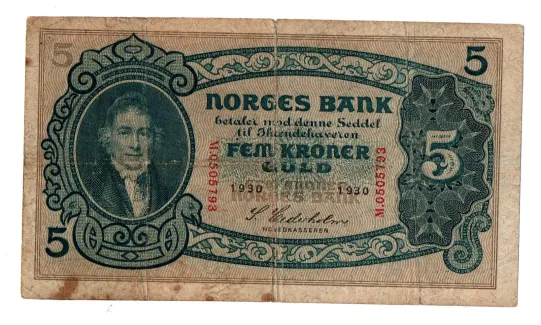 5
5
NORGES BANK
betaler mod denne Seddel
til Ihændehaveren
FEM KRONER
GULD
M.0505793
5
M.0505793
1930
1930
NORGES BANK
HOVEDKASSEREN
5